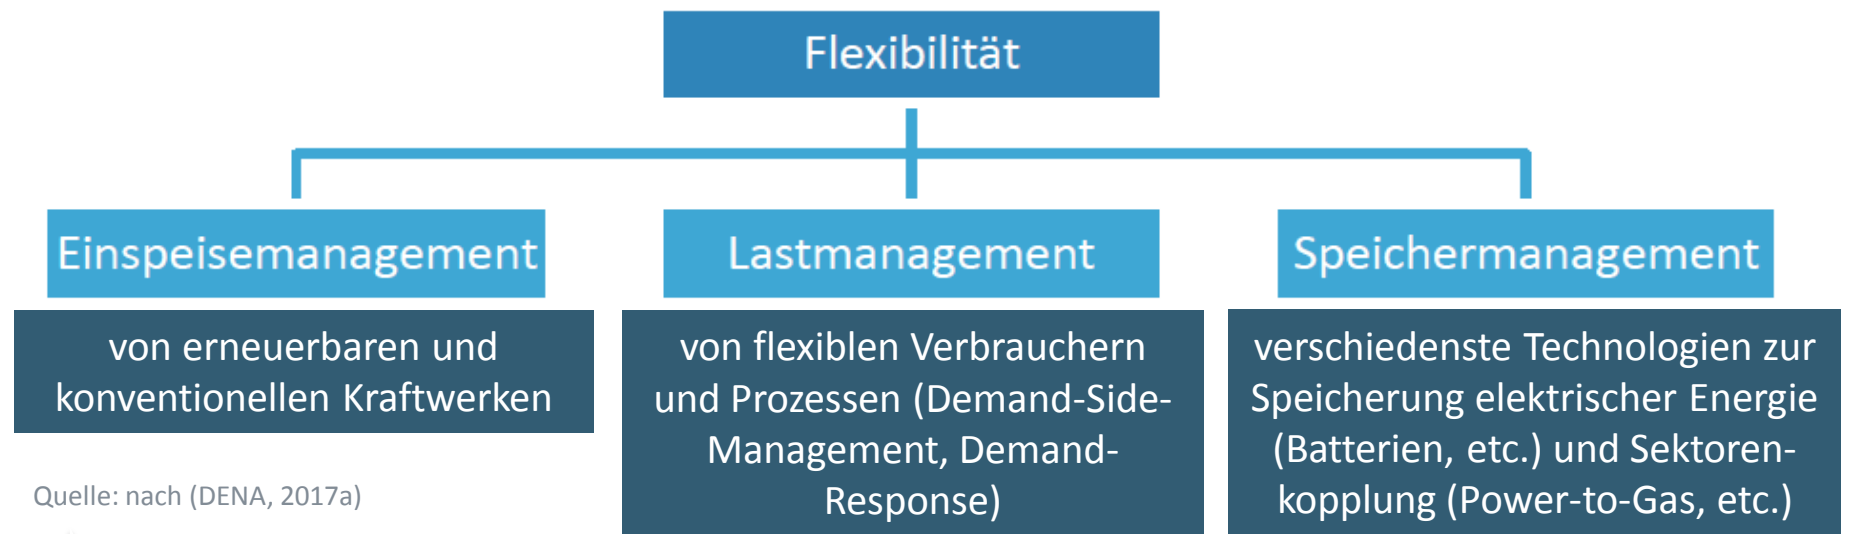 Flexibilität
Einspeisemanagement
von erneuerbaren und
konventionellen Kraftwerken
Lastmanagement
von flexiblen Verbrauchern
und Prozessen (Demand-Side-
Management, Demand-
Response)
Speichermanagement
verschiedenste Technologien zur
Speicherung elektrischer Energie
(Batterien, etc.) und Sektoren-
kopplung (Power-to-Gas, etc.)
Quelle: nach (DENA, 2017a)